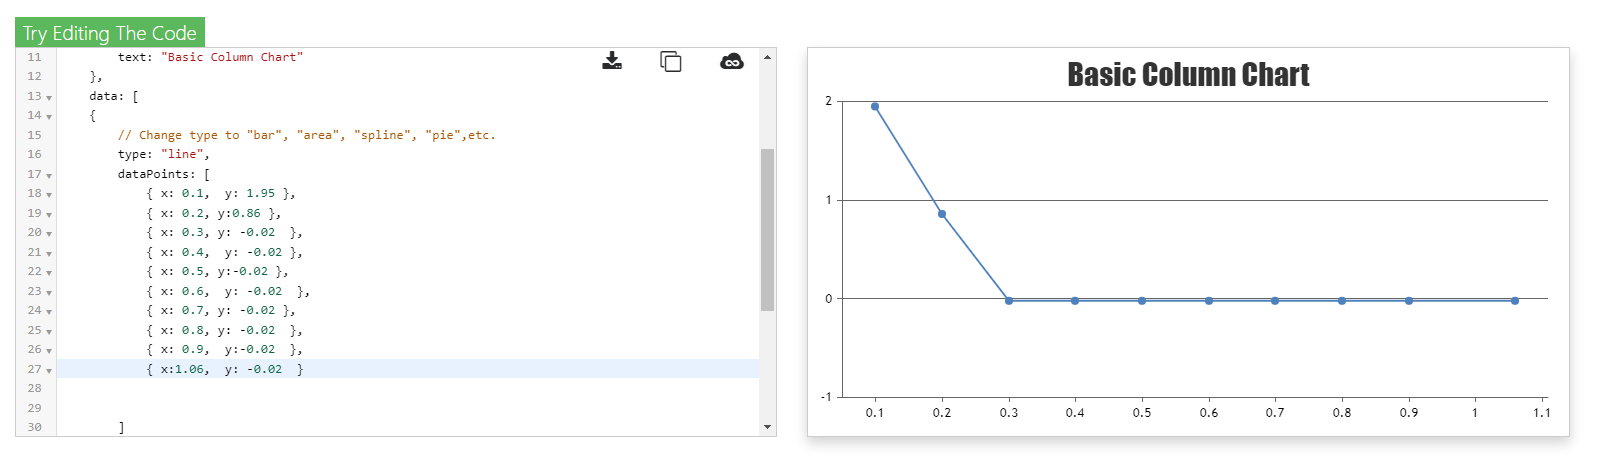 Try Editing The Code
11 text: "Basic Column Chart"
12 },
13 data: [
14 {
15 // Change type to "bar", "area", "spline", "pie",etc.
16 type: "line",
17 dataPoints: [
18 { x: 0.1,  y: 1.95 },
19 { x: 0.2, y:0.86 },
20 { x: 0.3, y: -0.02  },
21 { x: 0.4,  y: -0.02 },
22 { x: 0.5, y:-0.02 },
23 { x: 0.6,  y: -0.02  },
24 { x: 0.7, y: -0.02 },
25 { x: 0.8, y: -0.02  },
26 { x: 0.9,  y:-0.02  },
27 { x:1.06,  y: -0.02  }
28
29
30 ]
Basic Column Chart
2
1
0
-1
0.1 0.2 0.3 0.4 0.5 0.6 0.7 0.8 0.9 1 1.1